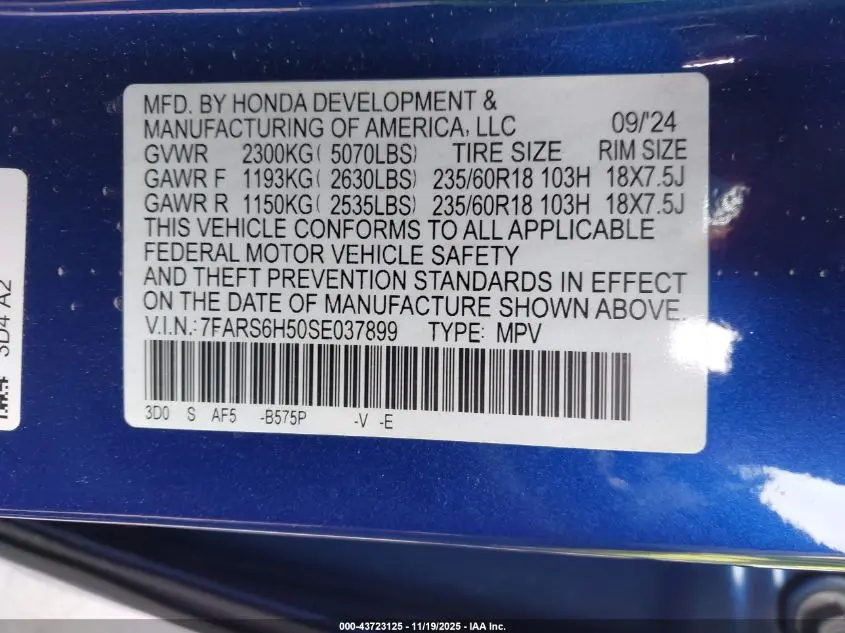 MFD. BY HONDA DEVELOPMENT &
MANUFACTURING OF AMERICA, LLC 09/'24
GVWR 2300KG( 5070LBS) TIRE SIZE RIM SIZE
GAWR F 1193KG( 2630LBS) 235/60R18 103H 18X7.5J
GAWR R 1150KG( 2535LBS) 235/60R18 103H 18X7.5J
THIS VEHICLE CONFORMS TO ALL APPLICABLE
FEDERAL MOTOR VEHICLE SAFETY
AND THEFT PREVENTION STANDARDS IN EFFECT
ON THE DATE OF MANUFACTURE SHOWN ABOVE.
V.I.N.:7FARS6H50SE037899 TYPE: MPV
3D0 S AF5 -B575P -V -E
3D4 A2
000-43723125 - 11/19/2025 - IAA Inc.